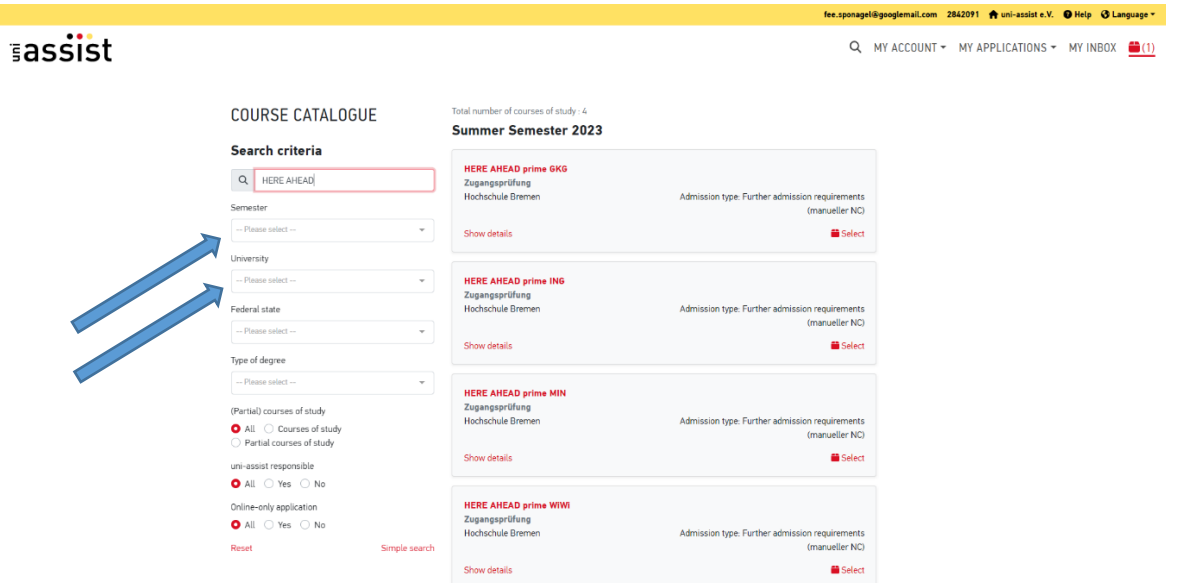 fee.sponagel@googlemail.com 2842091 uni-assist e.V. Help Language
uni assist
MY ACCOUNT MY APPLICATIONS MY INBOX (1)
COURSE CATALOGUE
Search criteria
HERE AHEAD
Semester
-- Please select --
University
-- Please select --
Federal state
-- Please select --
Type of degree
-- Please select --
(Partial) courses of study
All Courses of study
Partial courses of study
uni-assist responsible
All Yes No
Online-only application
All Yes No
Reset Simple search
Total number of courses of study : 4
Summer Semester 2023
HERE AHEAD prime GKG
Zugangsprüfung
Hochschule Bremen Admission type: Further admission requirements
(manueller NC)
Show details Select
HERE AHEAD prime ING
Zugangsprüfung
Hochschule Bremen Admission type: Further admission requirements
(manueller NC)
Show details Select
HERE AHEAD prime MIN
Zugangsprüfung
Hochschule Bremen Admission type: Further admission requirements
(manueller NC)
Show details Select
HERE AHEAD prime WiWi
Zugangsprüfung
Hochschule Bremen Admission type: Further admission requirements
(manueller NC)
Show details Select